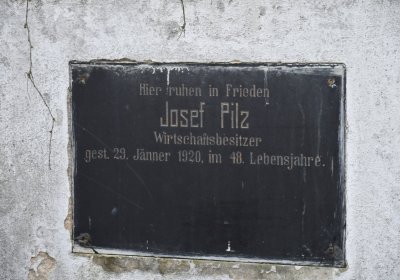 Hier ruhen in Frieden
Josef Pilz
Wirtschaftsbesitzer
gest. 29. Jänner 1920, im 48. Lebensjahre.